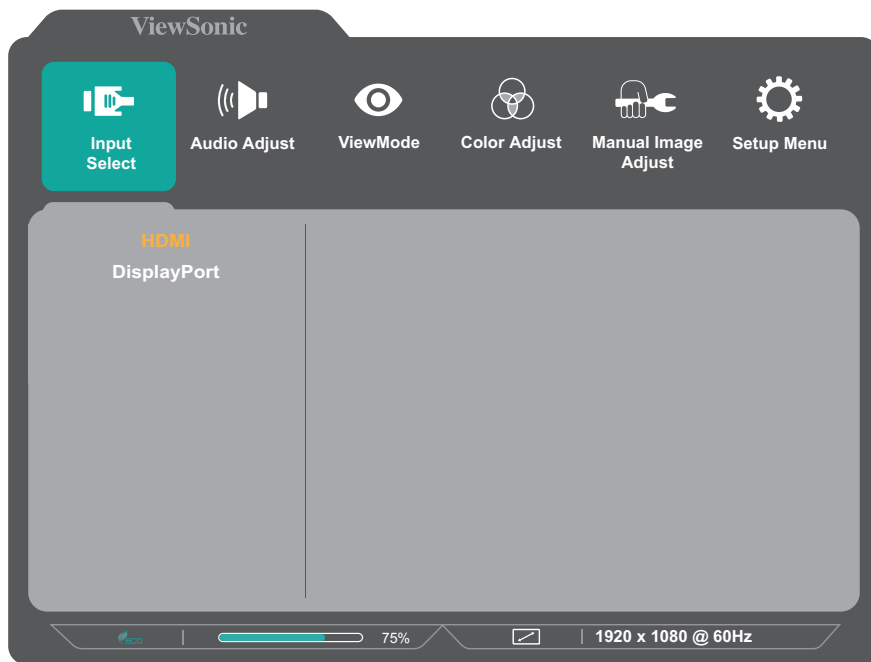 ViewSonic
Input
Select
Audio Adjust
ViewMode
Color Adjust
Manual Image
Adjust
Setup Menu
HDMI
DisplayPort
eco
75%
1920 x 1080 @ 60Hz